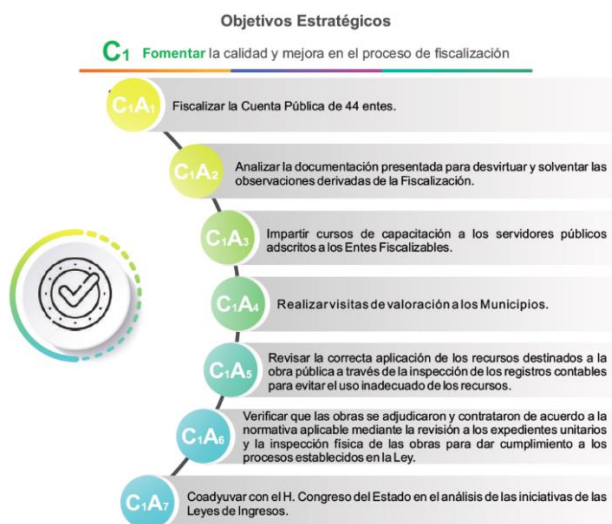 Objetivos Estratégicos
C1 Fomentar la calidad y mejora en el proceso de fiscalización
C1A1
Fiscalizar la Cuenta Pública de 44 entes.
C1A2
Analizar la documentación presentada para desvirtuar y solventar las
observaciones derivadas de la Fiscalización.
C1A3
Impartir cursos de capacitación a los servidores públicos
adscritos a los Entes Fiscalizables.
C1A4
Realizar visitas de valoración a los Municipios.
C1A5
Revisar la correcta aplicación de los recursos destinados a la
obra pública a través de la inspección de los registros contables
para evitar el uso inadecuado de los recursos.
C1A6
Verificar que las obras se adjudicaron y contrataron de acuerdo a la
normativa aplicable mediante la revisión a los expedientes unitarios
y la inspección física de las obras para dar cumplimiento a los
procesos establecidos en la Ley.
C1A7
Coadyuvar con el H. Congreso del Estado en el análisis de las iniciativas de las
Leyes de Ingresos.